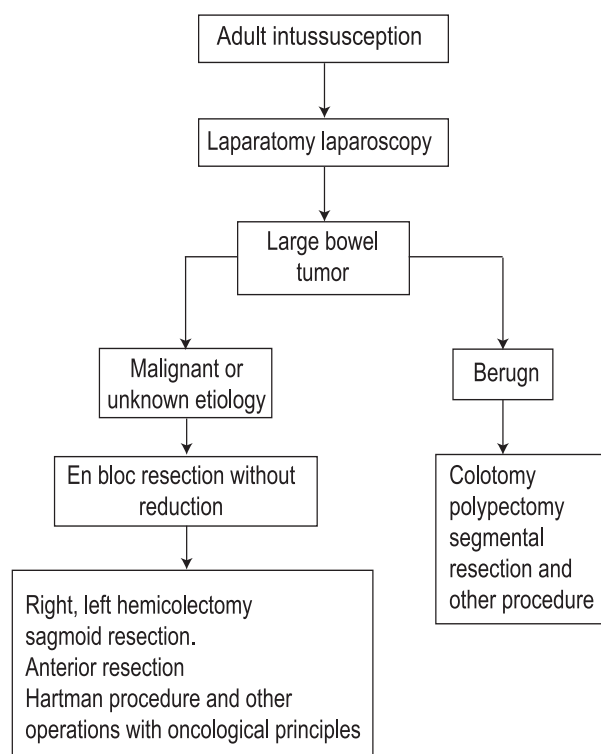 Adult intussusception
Laparatomy laparoscopy
Large bowel
tumor
Malignant or
unknown etiology
Berugn
En bloc resection without
reduction
Colotomy
polypectomy
segmental
resection and
other procedure
Right, left hemicolectomy
sagmoid resection.
Anterior resection
Hartman procedure and other
operations with oncological principles